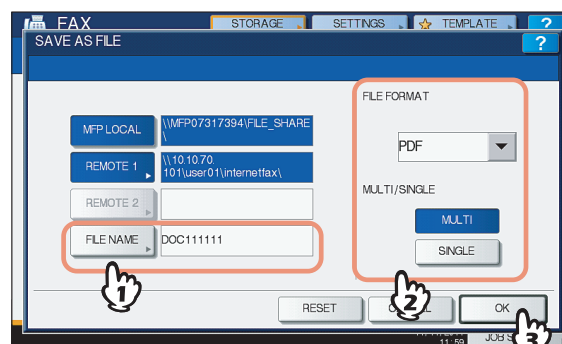 FAX
STORAGE
SETTINGS
TEMPLATE
?
SAVE AS FILE
?
FILE FORMAT
MFP LOCAL
\\MFP07317394\FILE_SHARE
\
PDF
REMOTE 1
\\10.10.70.
101\user01\internetfax\
MULTI/SINGLE
REMOTE 2
MULTI
FILE NAME
DOC111111
SINGLE
1
2
RESET
OK
3
11:59